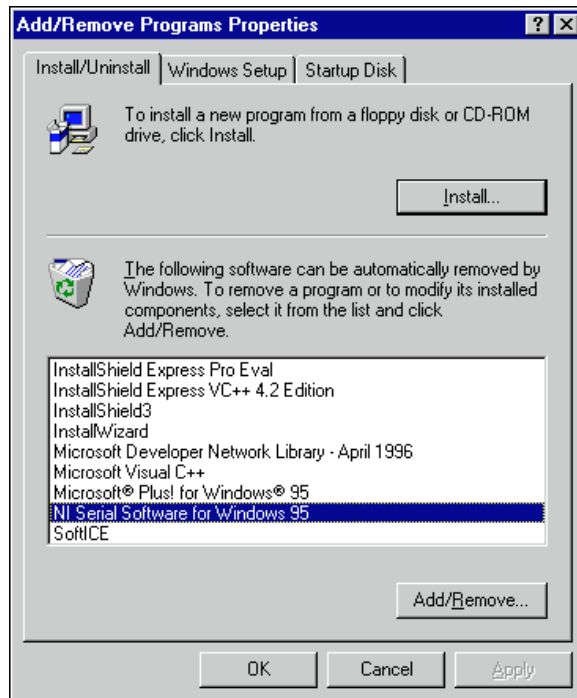 Add/Remove Programs Properties
Install/Uninstall
Windows Setup
Startup Disk
To install a new program from a floppy disk or CD-ROM
drive, click Install.
Install...
The following software can be automatically removed by
Windows. To remove a program or to modify its installed
components, select it from the list and click
Add/Remove.
InstallShield Express Pro Eval
InstallShield Express VC++ 4.2 Edition
InstallShield3
InstallWizard
Microsoft Developer Network Library - April 1996
Microsoft Visual C++
Microsoft® Plus! for Windows® 95
NI Serial Software for Windows 95
SoftICE
Add/Remove...
OK
Cancel
Apply